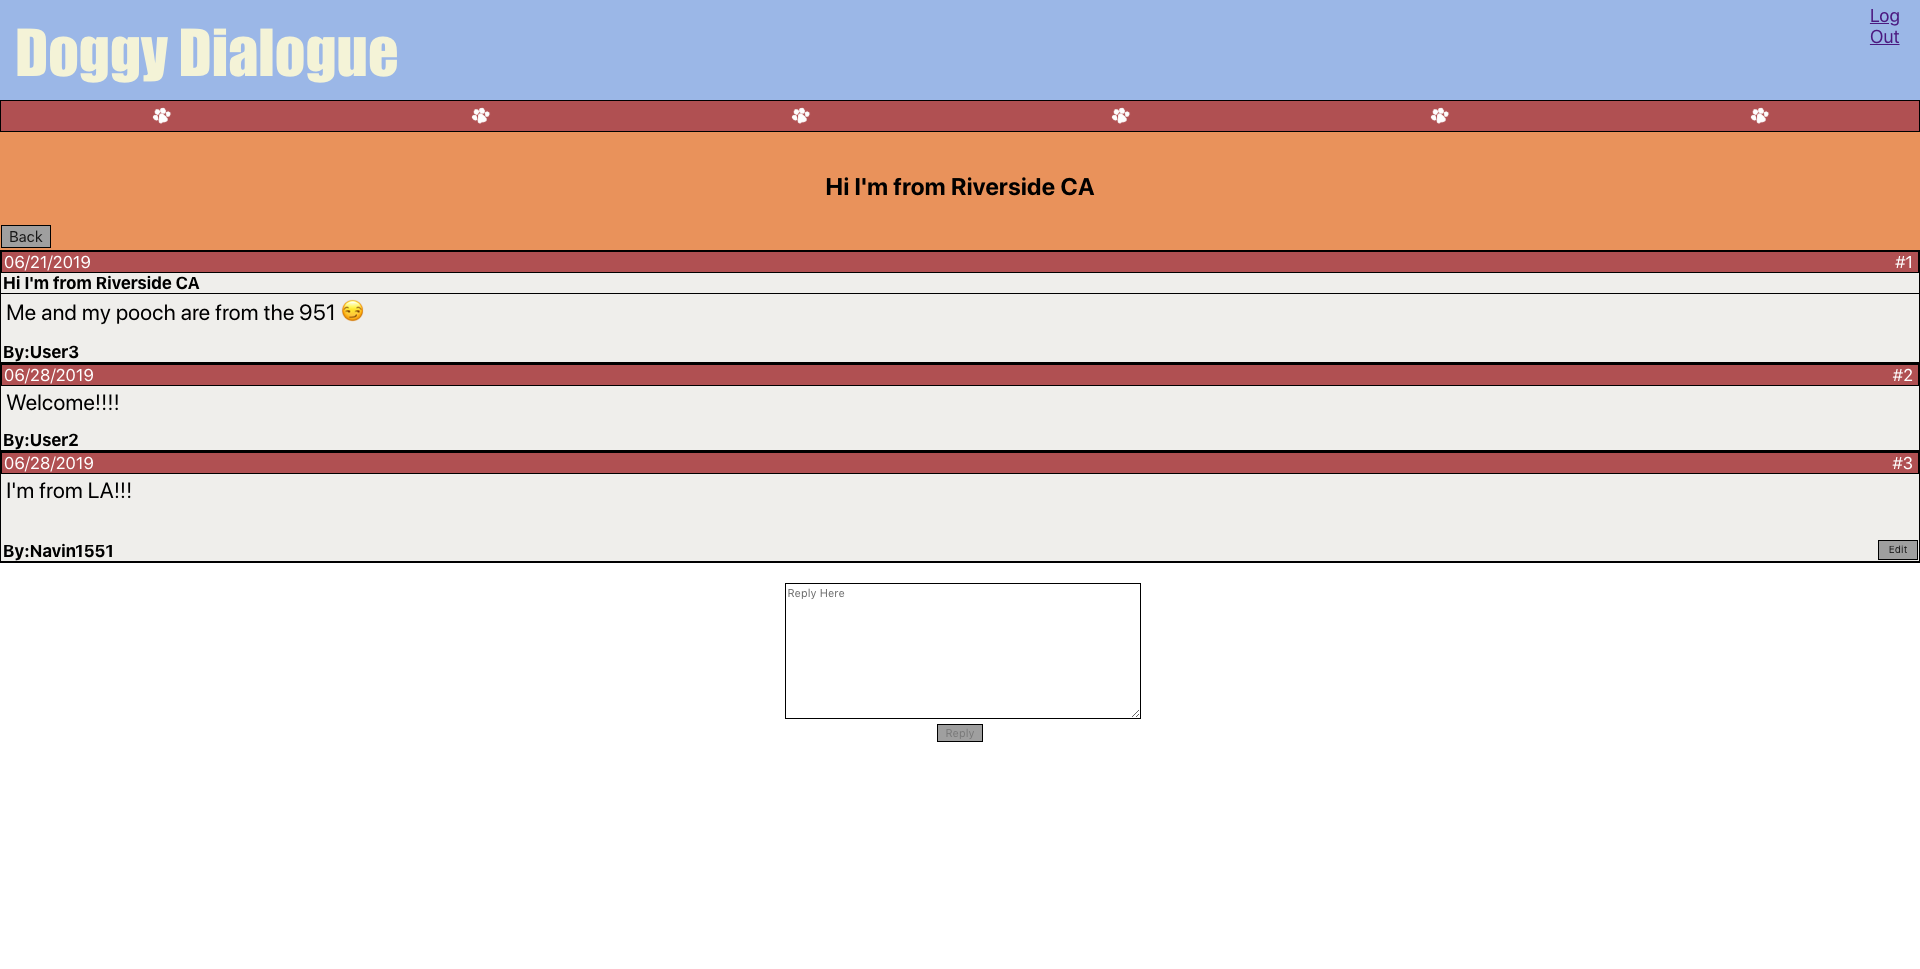 Doggy Dialogue
Log
Out
Hi I'm from Riverside CA
Back
06/21/2019 #1
Hi I'm from Riverside CA
Me and my pooch are from the 951 😏
By:User3
06/28/2019 #2
Welcome!!!!
By:User2
06/28/2019 #3
I'm from LA!!!
By:Navin1551
Edit
Reply Here
Reply